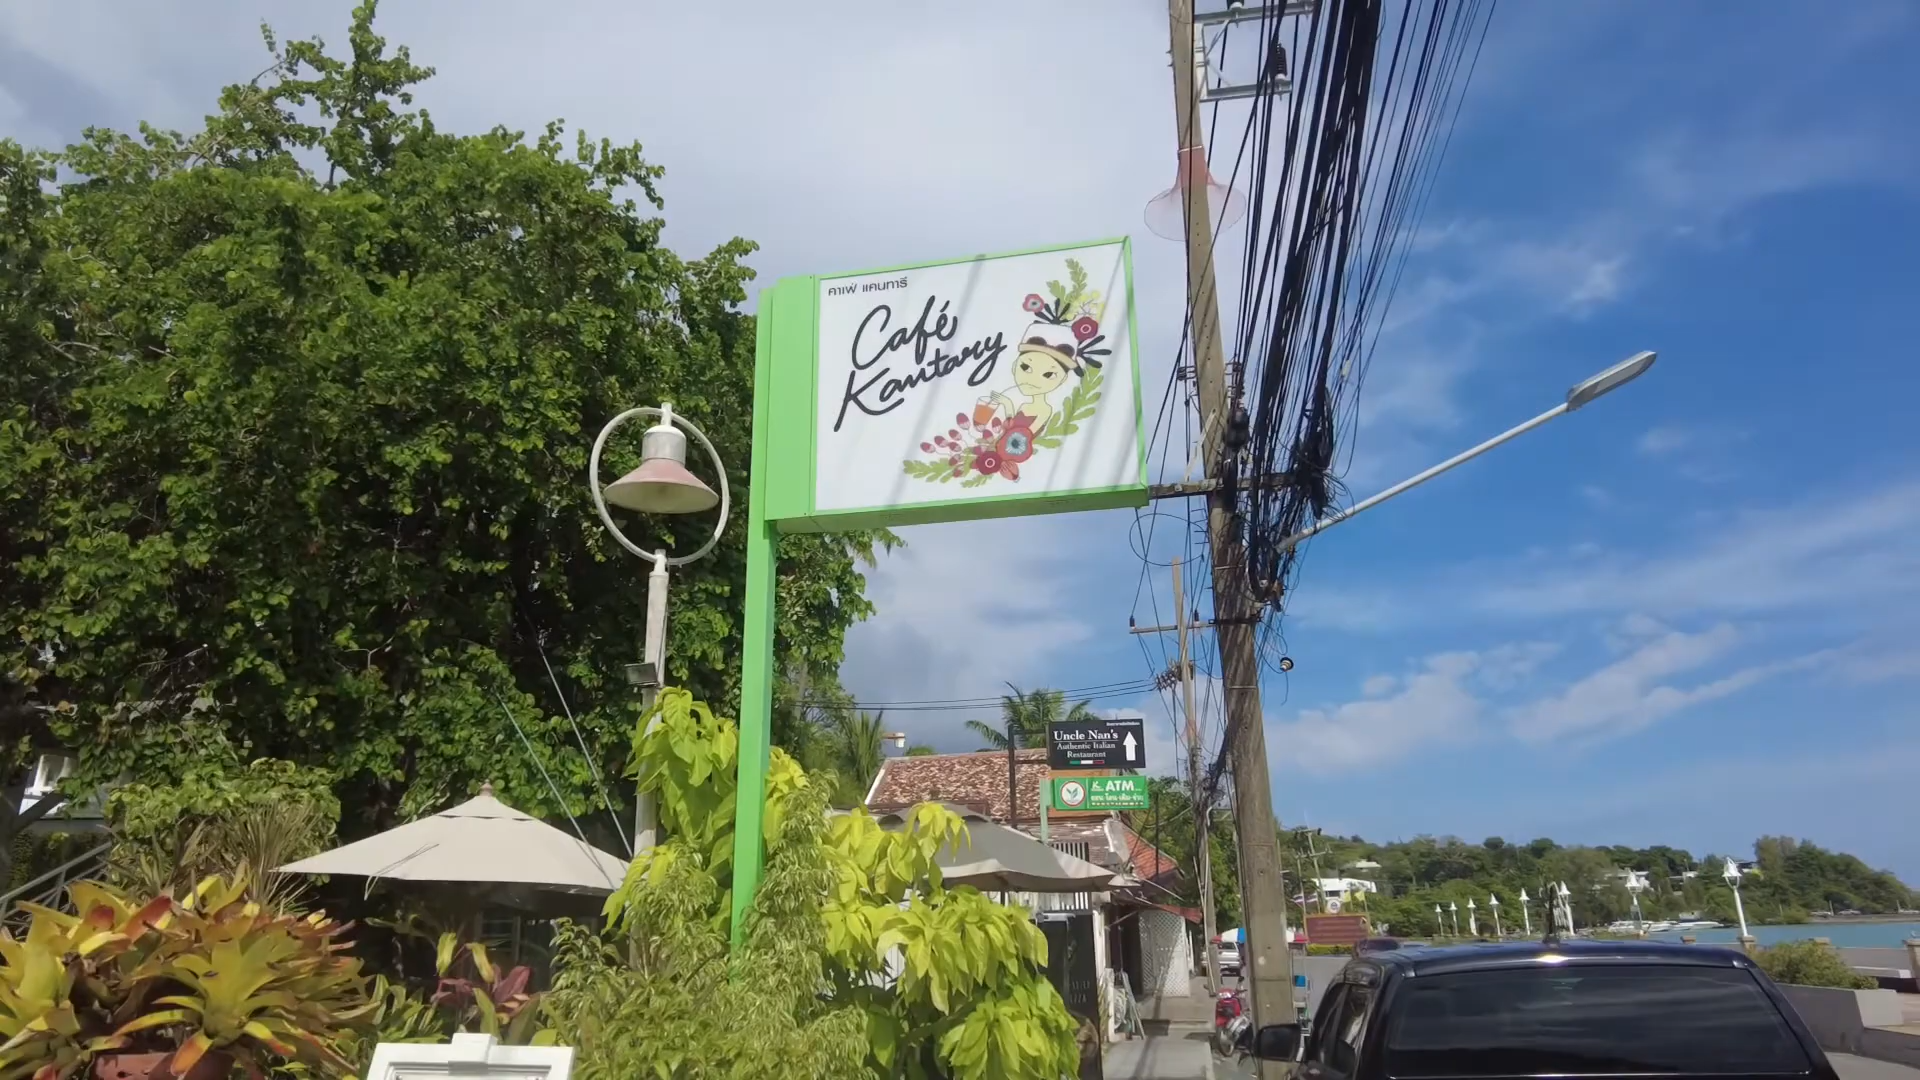 คาเฟ่ แคนทารี
Café
Kantary
Uncle Nan's
Authentic Italian
Restaurant
ATM